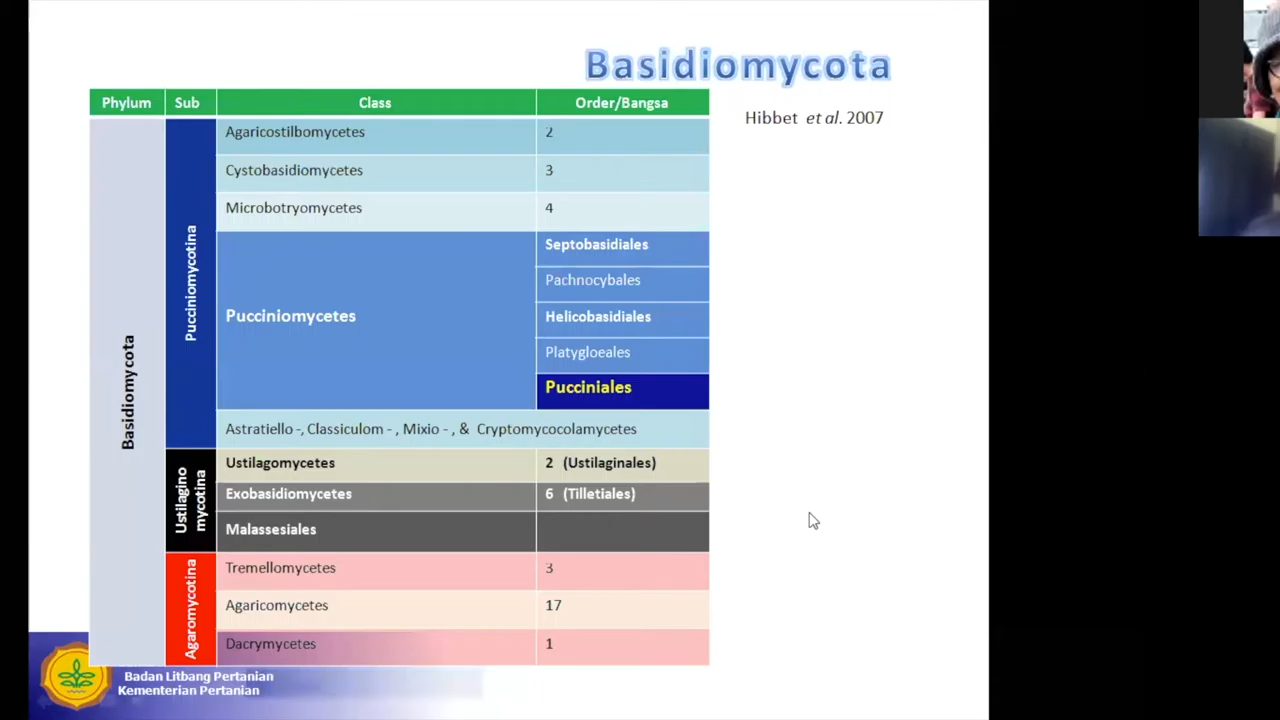 Basidiomycota
Hibbet et al. 2007
Phylum Sub Class Order/Bangsa
Basidiomycota
Pucciniomycotina
Agaricostilbomycetes 2
Cystobasidiomycetes 3
Microbotryomycetes 4
Pucciniomycetes
Septobasidiales
Pachnocybales
Helicobasidiales
Platygloeales
Pucciniales
Astratiello -, Classiculom - , Mixio - , & Cryptomycocolamycetes
Ustilagino
mycotina
Ustilagomycetes 2 (Ustilaginales)
Exobasidiomycetes 6 (Tilletiales)
Malassesiales
Agaromycotina
Tremellomycetes 3
Agaricomycetes 17
Dacrymycetes 1
Badan Litbang Pertanian
Kementerian Pertanian